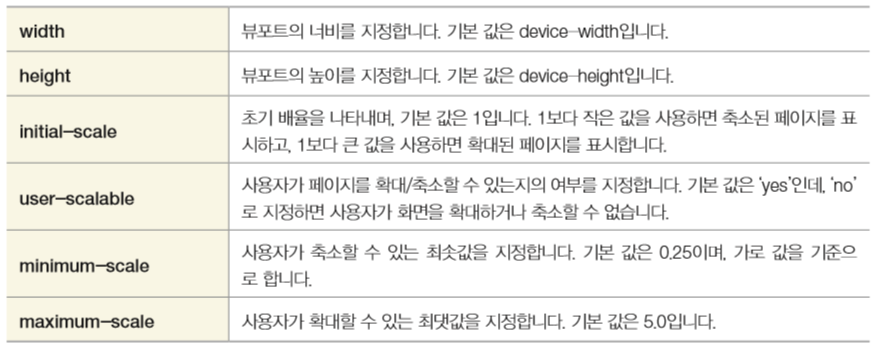 width
뷰포트의 너비를 지정합니다. 기본 값은 device-width입니다.
height
뷰포트의 높이를 지정합니다. 기본 값은 device-height입니다.
initial-scale
초기 배율을 나타내며, 기본 값은 1입니다. 1보다 작은 값을 사용하면 축소된 페이지를 표
시하고, 1보다 큰 값을 사용하면 확대된 페이지를 표시합니다.
user-scalable
사용자가 페이지를 확대/축소할 수 있는지의 여부를 지정합니다. 기본 값은 ‘yes’인데, ‘no’
로 지정하면 사용자가 화면을 확대하거나 축소할 수 없습니다.
minimum-scale
사용자가 축소할 수 있는 최솟값을 지정합니다. 기본 값은 0.25이며, 가로 값을 기준으
로 합니다.
maximum-scale
사용자가 확대할 수 있는 최댓값을 지정합니다. 기본 값은 5.0입니다.